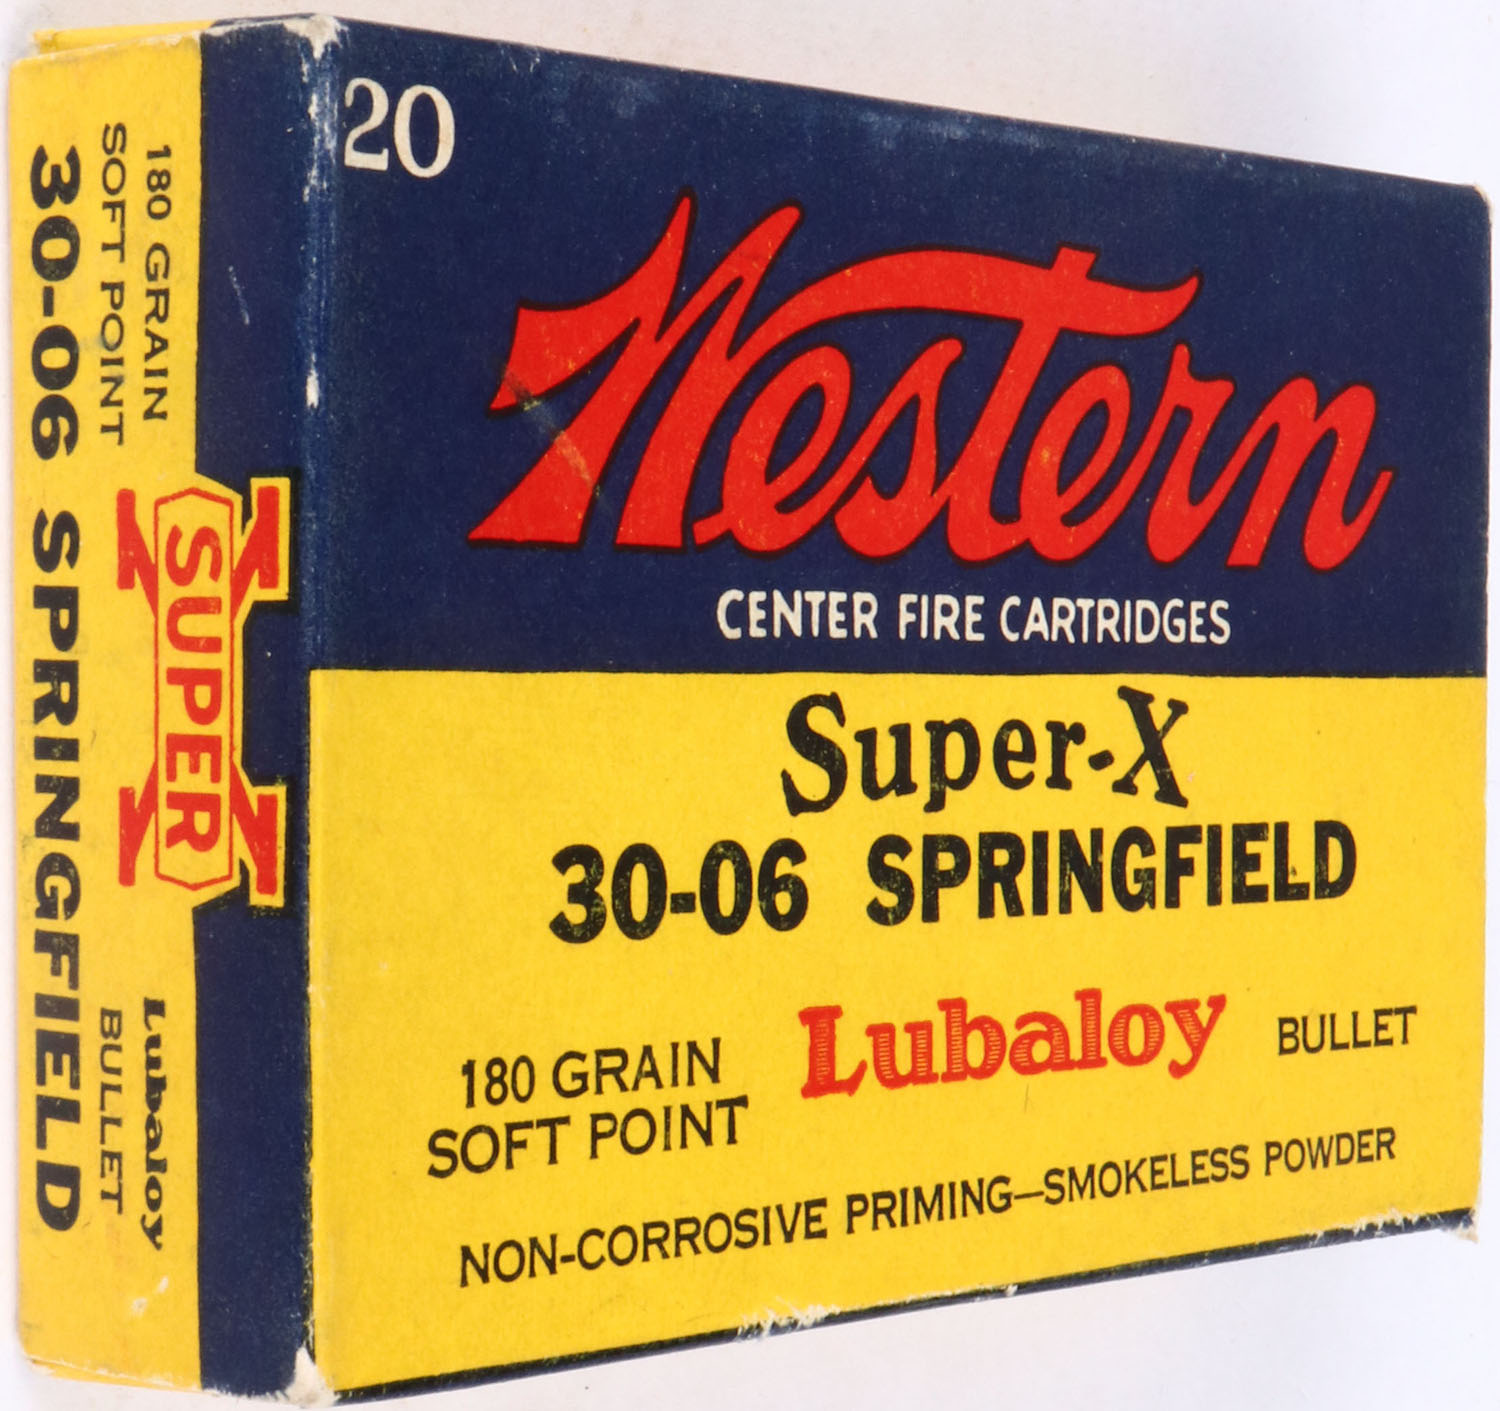 20
Western
CENTER FIRE CARTRIDGES
Super-X
30-06 SPRINGFIELD
180 GRAIN
SOFT POINT
Lubaloy BULLET
NON-CORROSIVE PRIMING—SMOKELESS POWDER
SUPER X
180 GRAIN
SOFT POINT
Lubaloy
BULLET
30-06 SPRINGFIELD